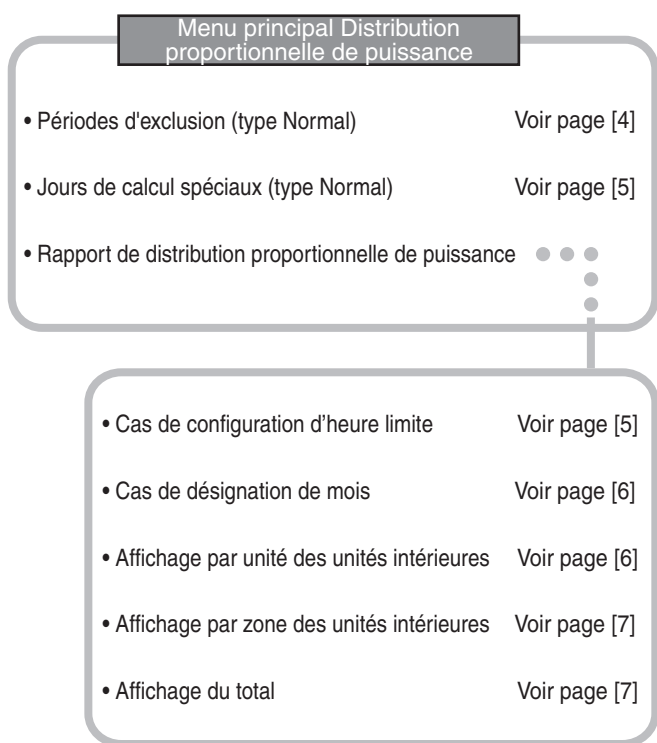 Menu principal Distribution
proportionnelle de puissance
• Périodes d'exclusion (type Normal) Voir page [4]
• Jours de calcul spéciaux (type Normal) Voir page [5]
• Rapport de distribution proportionnelle de puissance
• Cas de configuration d’heure limite Voir page [5]
• Cas de désignation de mois Voir page [6]
• Affichage par unité des unités intérieures Voir page [6]
• Affichage par zone des unités intérieures Voir page [7]
• Affichage du total Voir page [7]